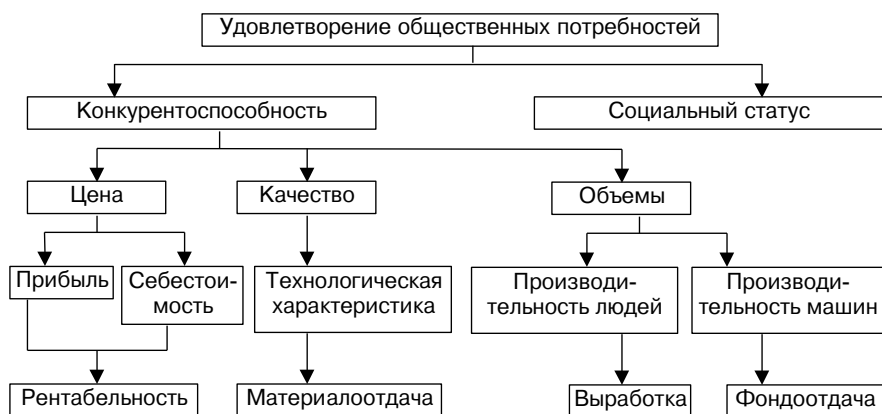 Удовлетворение общественных потребностей
Конкурентоспособность
Социальный статус
Цена
Качество
Объемы
Прибыль
Себестои-
мость
Технологическая
характеристика
Производи-
тельность людей
Производи-
тельность машин
Рентабельность
Материалоотдача
Выработка
Фондоотдача